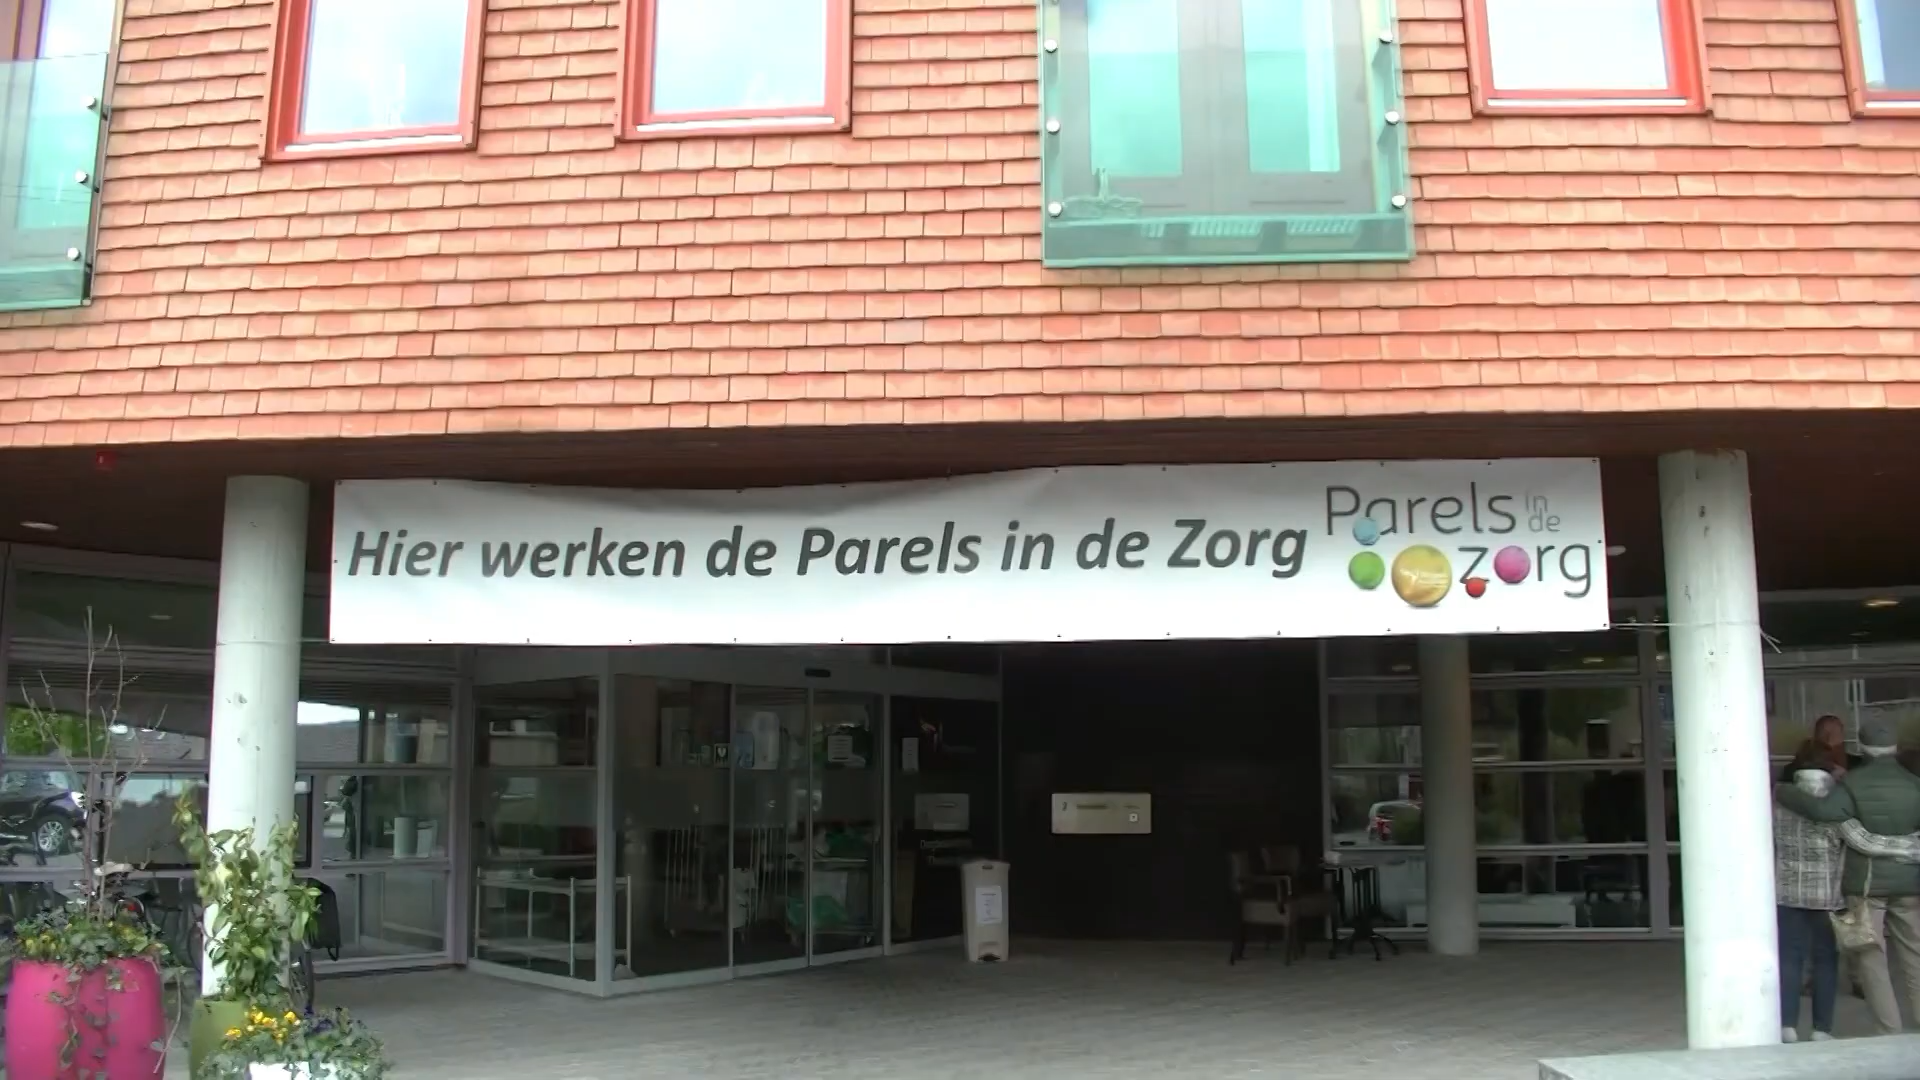 Hier werken de Parels in de Zorg
Parels in de
zorg